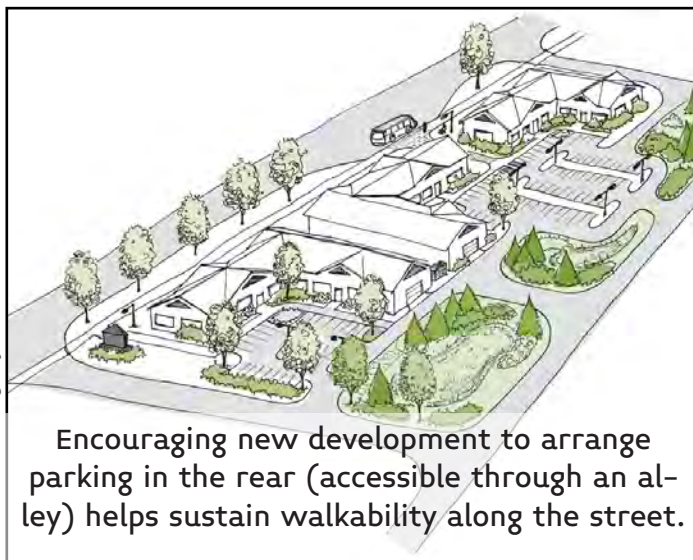 Encouraging new development to arrange
parking in the rear (accessible through an al-
ley) helps sustain walkability along the street.